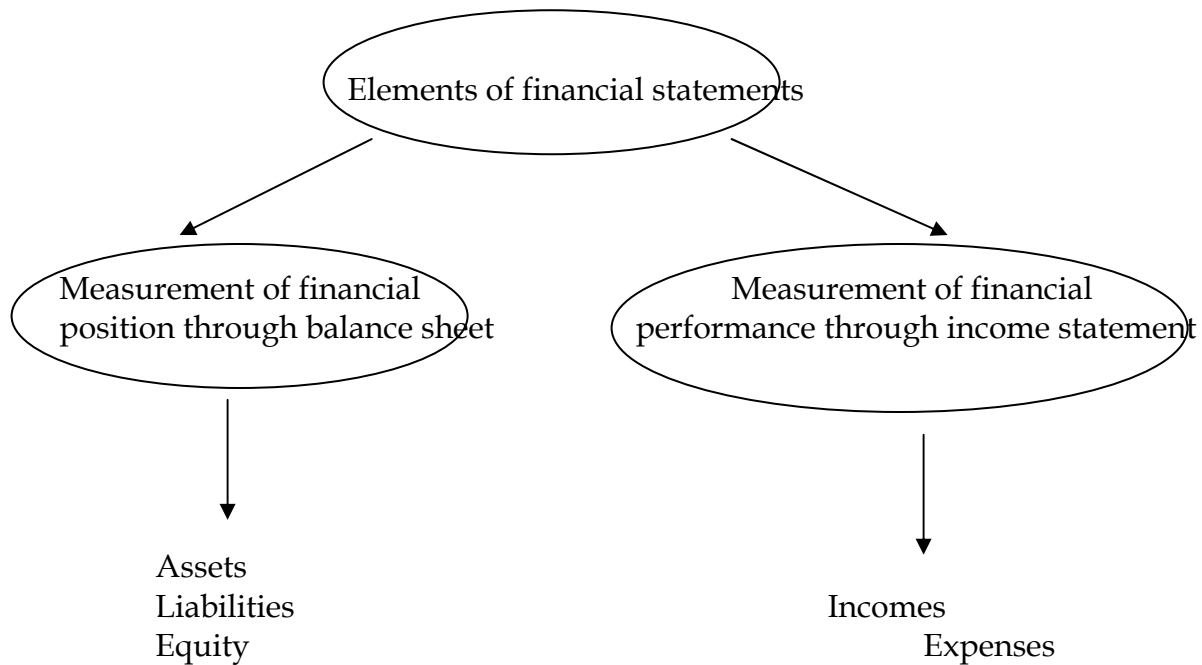 Elements of financial statements
Measurement of financial
position through balance sheet
Measurement of financial
performance through income statement
Assets
Liabilities
Equity
Incomes
Expenses